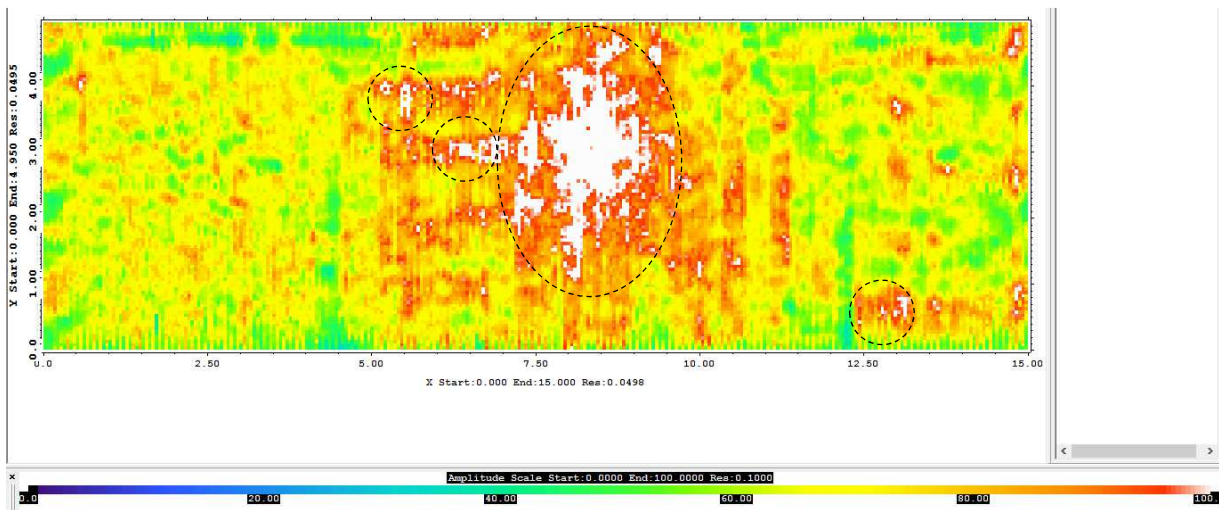 4.00
3.00
2.00
1.00
0.0
Y Start:0.000 End:4.950 Res:0.0495
0.0 2.50 5.00 7.50 10.00 12.50 15.00
X Start:0.000 End:15.000 Res:0.0498
Amplitude Scale Start:0.0000 End:100.0000 Res:0.1000
0.0 20.00 40.00 60.00 80.00 100.